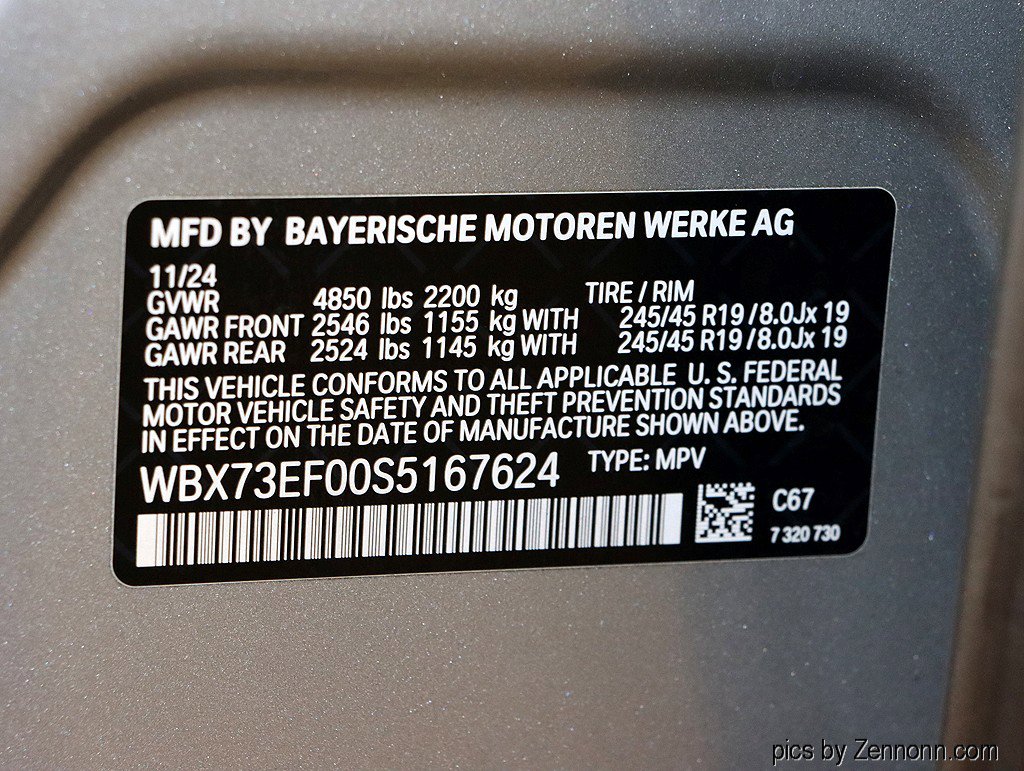 MFD BY BAYERISCHE MOTOREN WERKE AG
11/24
GVWR 4850 lbs 2200 kg TIRE / RIM
GAWR FRONT 2546 lbs 1155 kg WITH 245/45 R19 /8.0Jx 19
GAWR REAR 2524 lbs 1145 kg WITH 245/45 R19 /8.0Jx 19
THIS VEHICLE CONFORMS TO ALL APPLICABLE U. S. FEDERAL
MOTOR VEHICLE SAFETY AND THEFT PREVENTION STANDARDS
IN EFFECT ON THE DATE OF MANUFACTURE SHOWN ABOVE.
WBX73EF00S5167624 TYPE: MPV
C67
7 320 730
pics by Zennonn.com